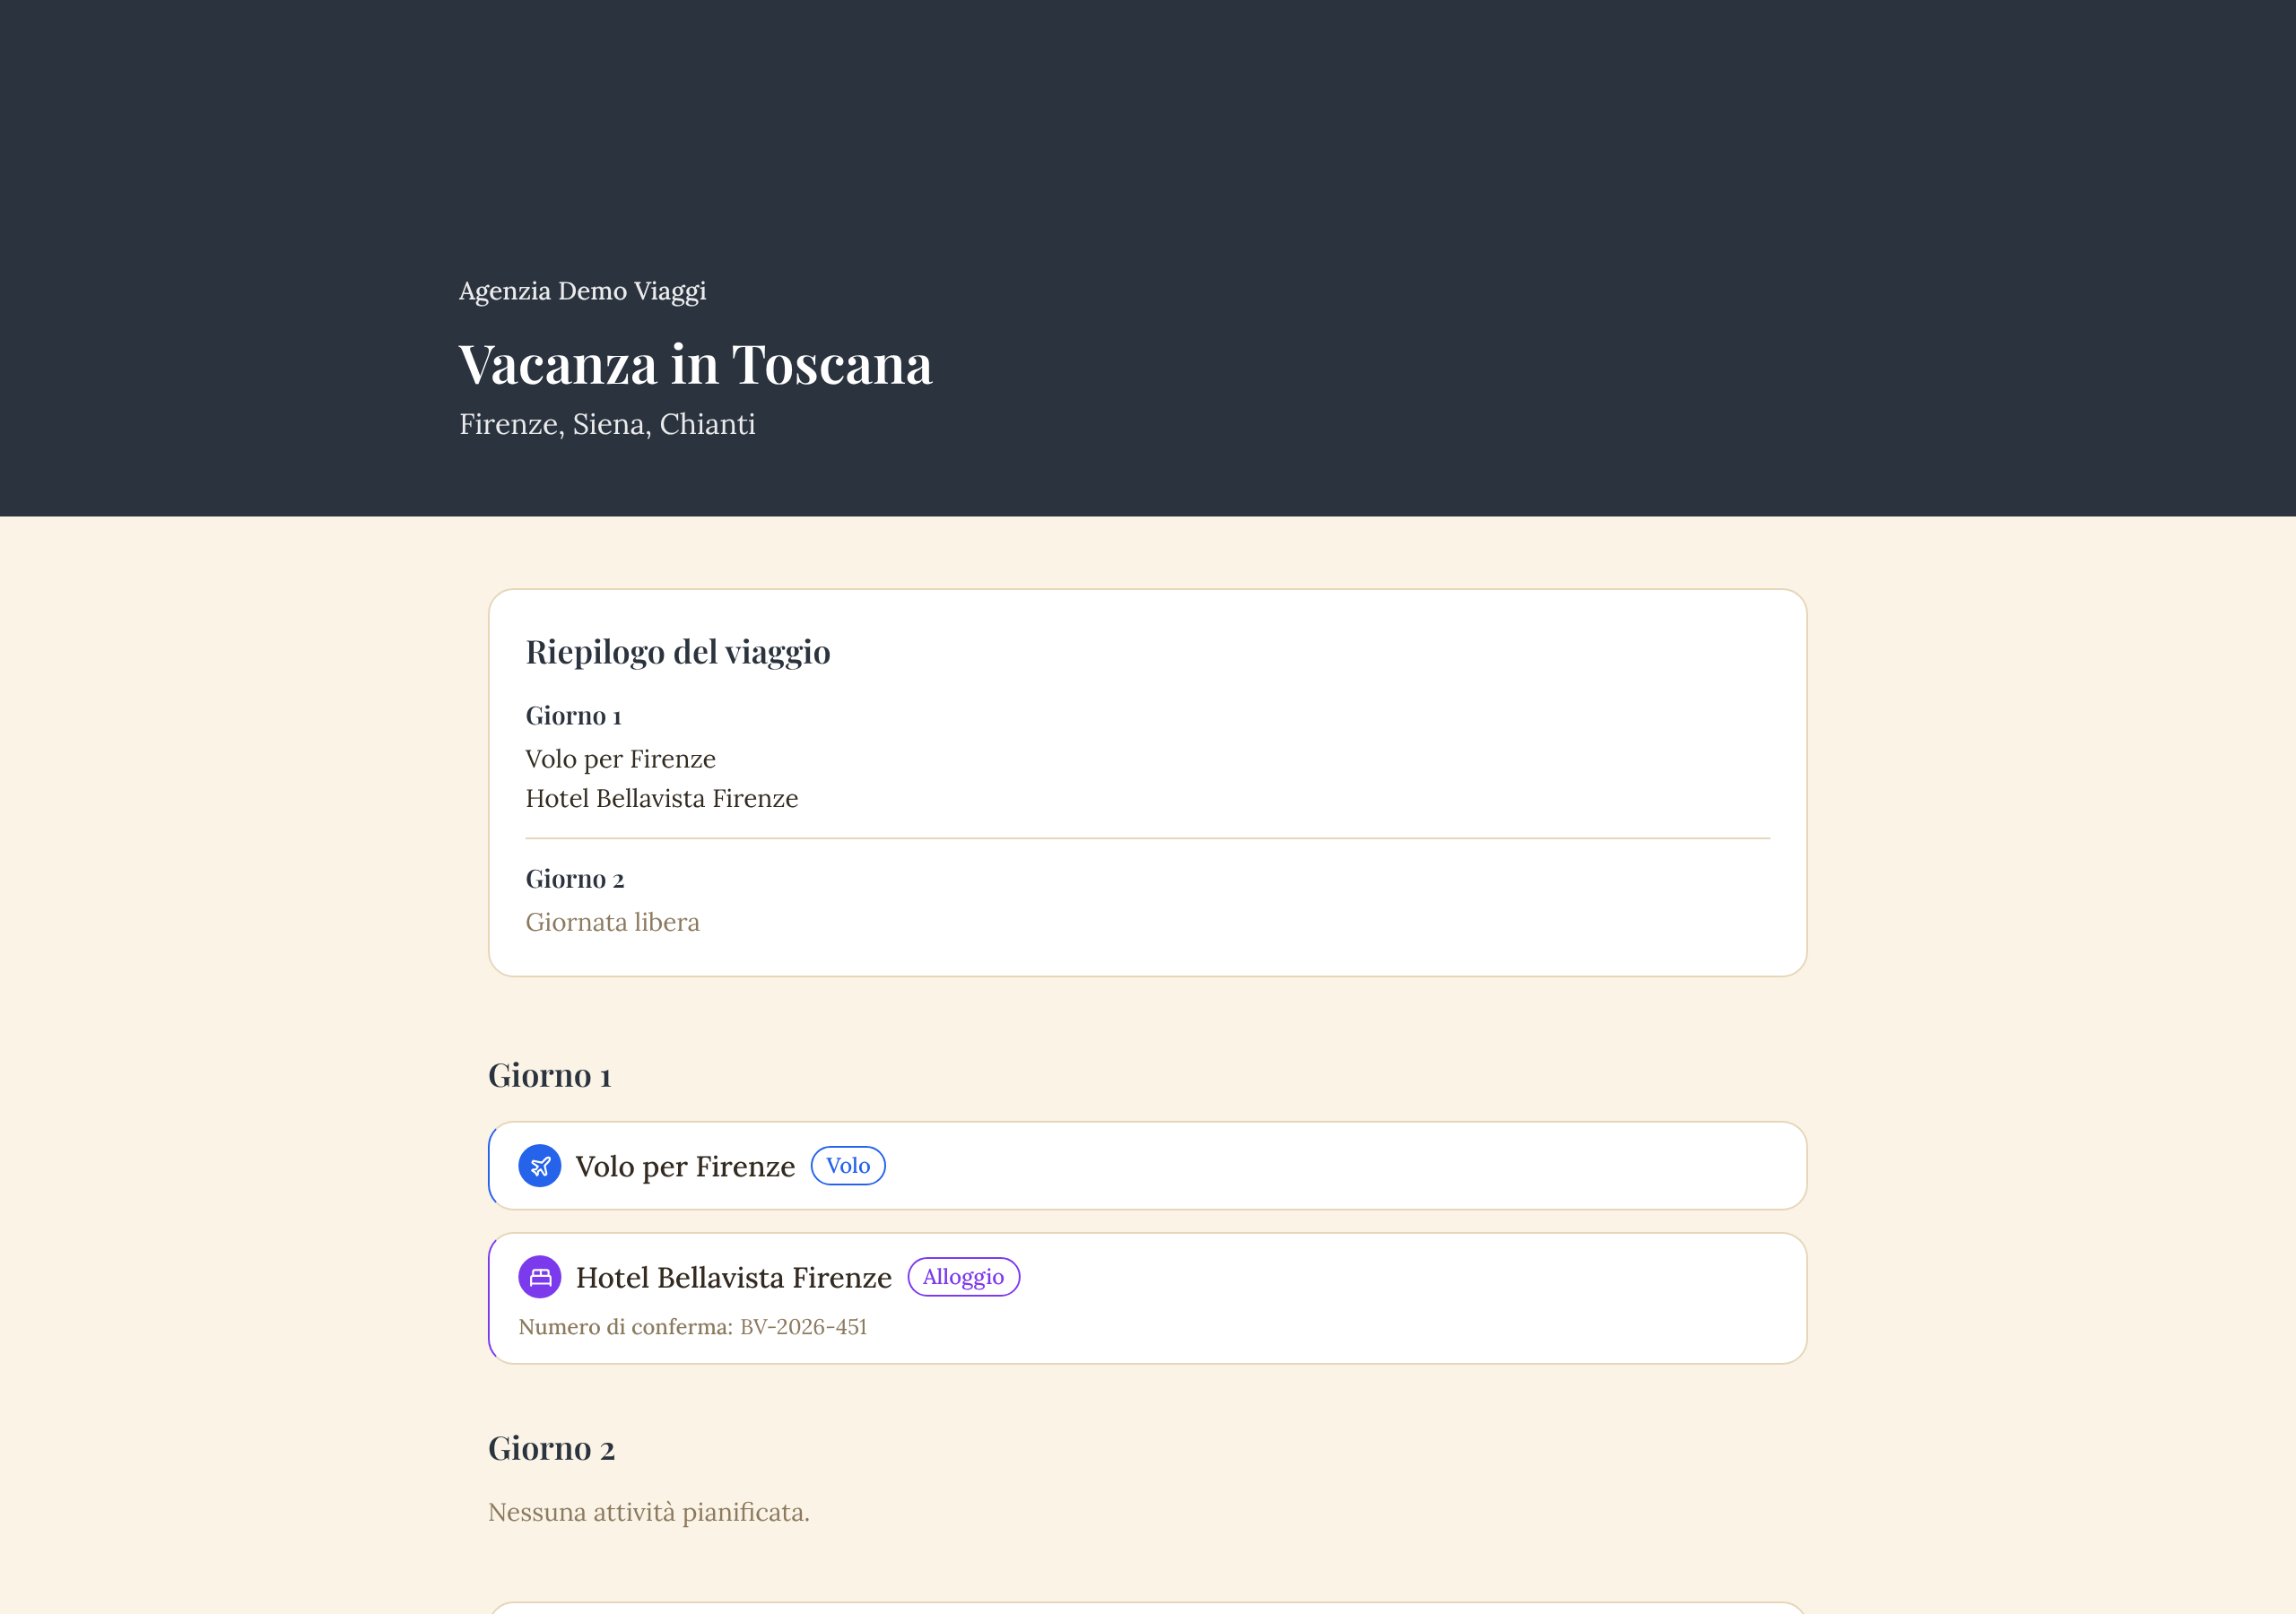 Agenzia Demo Viaggi
Vacanza in Toscana
Firenze, Siena, Chianti
Riepilogo del viaggio
Giorno 1
Volo per Firenze
Hotel Bellavista Firenze
Giorno 2
Giornata libera
Giorno 1
Volo per Firenze Volo
Hotel Bellavista Firenze Alloggio
Numero di conferma: BV-2026-451
Giorno 2
Nessuna attività pianificata.